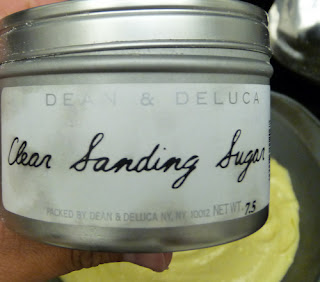 DEAN & DELUCA
Clear Sanding Sugar
PACKED BY DEAN & DELUCA NY, NY. 10012 NET WT. 7.5